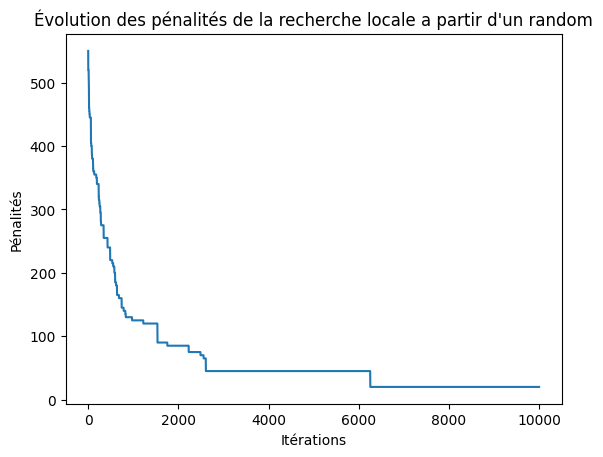 Évolution des pénalités de la recherche locale a partir d'un random
500
400
300
200
100
0
Pénalités
0 2000 4000 6000 8000 10000
Itérations